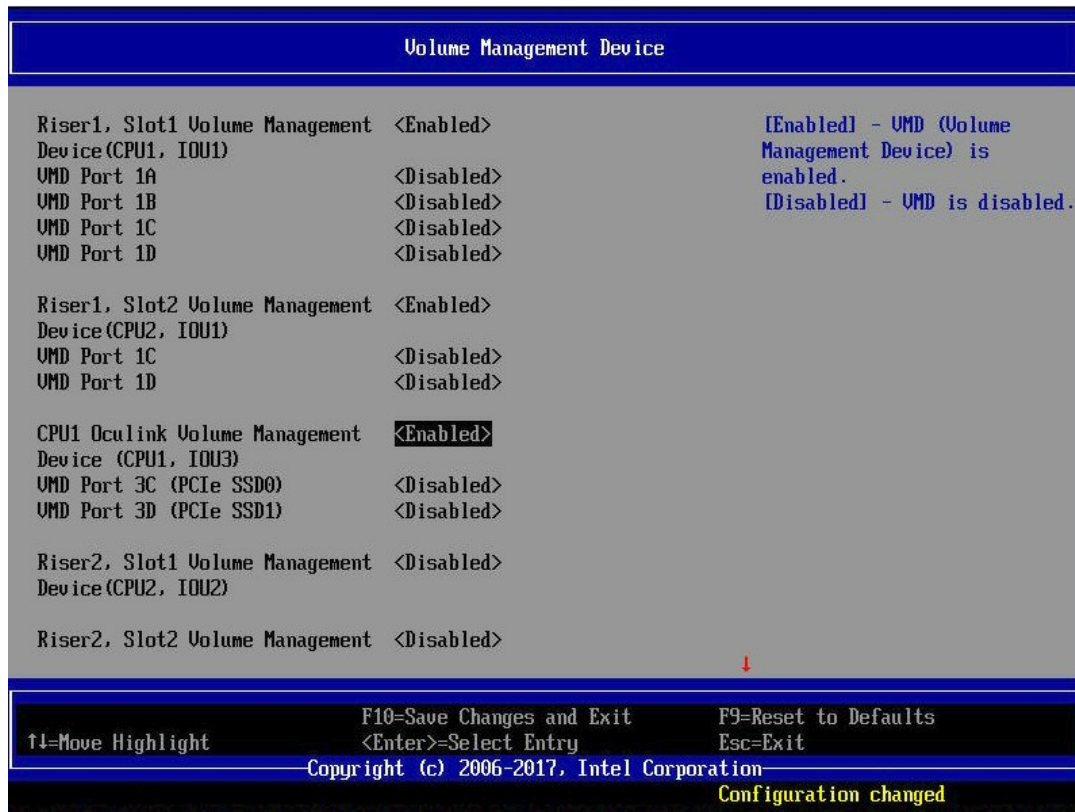 Volume Management Device
Riser1, Slot1 Volume Management <Enabled>
Device(CPU1, IOU1)
VMD Port 1A <Disabled>
VMD Port 1B <Disabled>
VMD Port 1C <Disabled>
VMD Port 1D <Disabled>
Riser1, Slot2 Volume Management <Enabled>
Device(CPU2, IOU1)
VMD Port 1C <Disabled>
VMD Port 1D <Disabled>
CPU1 Oculink Volume Management <Enabled>
Device (CPU1, IOU3)
VMD Port 3C (PCIe SSD0) <Disabled>
VMD Port 3D (PCIe SSD1) <Disabled>
Riser2, Slot1 Volume Management <Disabled>
Device(CPU2, IOU2)
Riser2, Slot2 Volume Management <Disabled>
[Enabled] - VMD (Volume
Management Device) is
enabled.
[Disabled] - VMD is disabled.
↓
F10=Save Changes and Exit F9=Reset to Defaults
↑↓=Move Highlight <Enter>=Select Entry Esc=Exit
Copyright (c) 2006-2017, Intel Corporation
Configuration changed